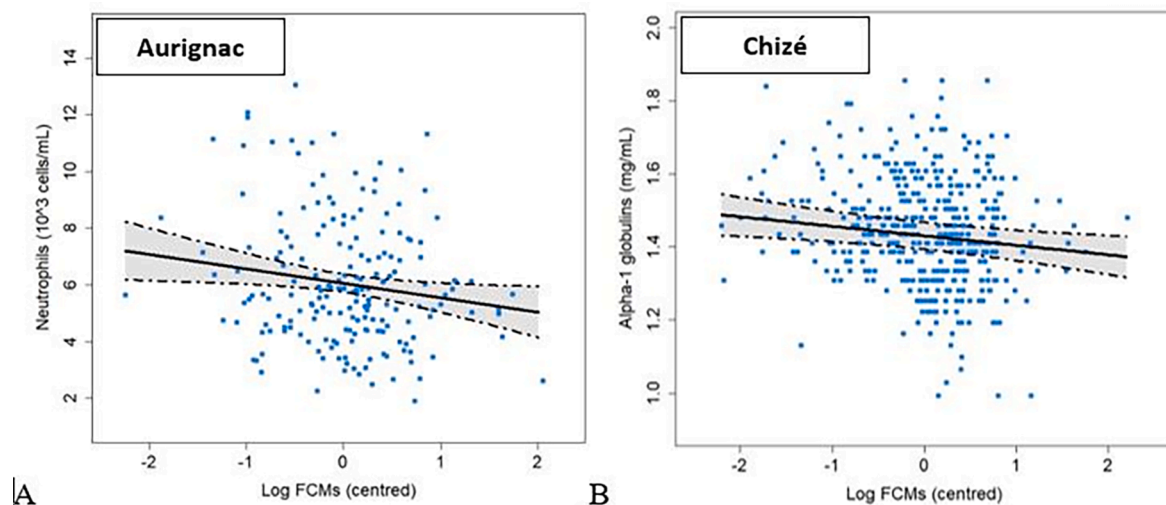 Aurignac
Neutrophils (10^3 cells/mL)
14
12
10
8
6
4
2
-2 -1 0 1 2
Log FCMs (centred)
A
Chizé
Alpha-1 globulins (mg/mL)
2.0
1.8
1.6
1.4
1.2
1.0
-2 -1 0 1 2
Log FCMs (centred)
B